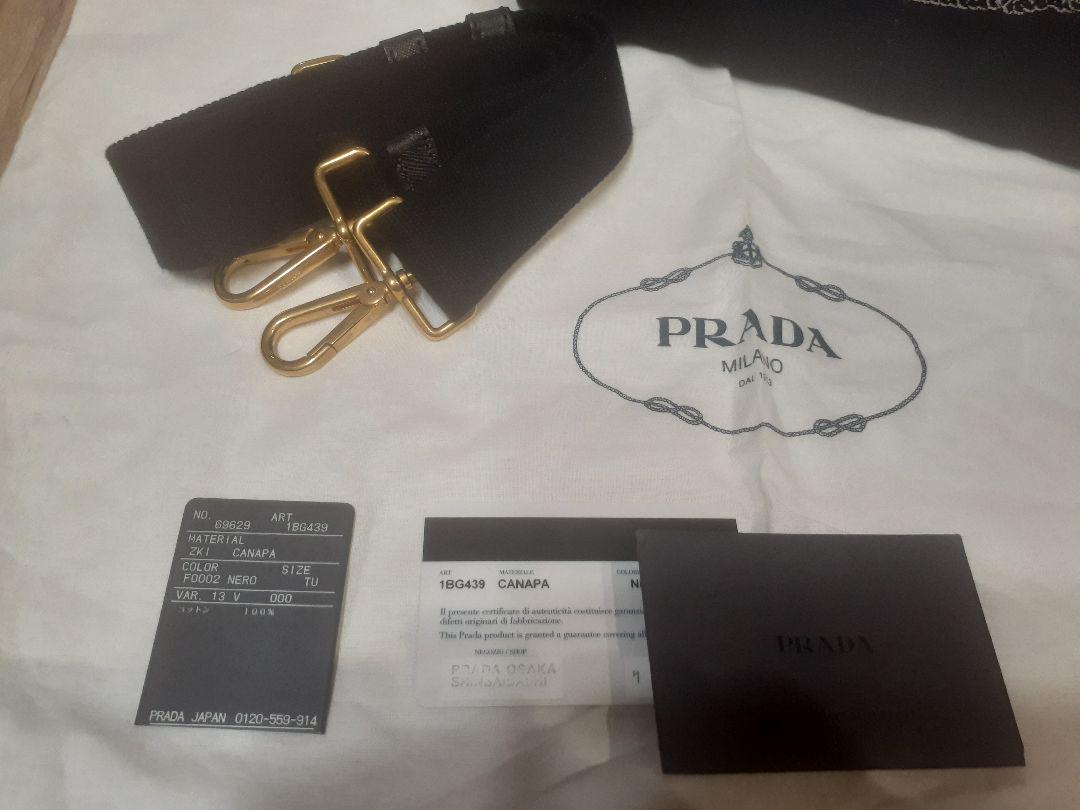 PRADA
MILANO
DAL 1913
NO. ART
69629 1BG439
MATERIAL
ZKI CANAPA
COLOR SIZE
F0002 NERO TU
VAR. 13 V 000
コットン 100%
PRADA JAPAN 0120-559-914
ART MATERIALE
1BG439 CANAPA
Il presente certificato di autenticità costituisce
difetti originari di fabbricazione.
This Prada product is granted a guarantee covering
NEGOZIO / SHOP
PRADA OSAKA
SHINSAIBASHI
PRADA